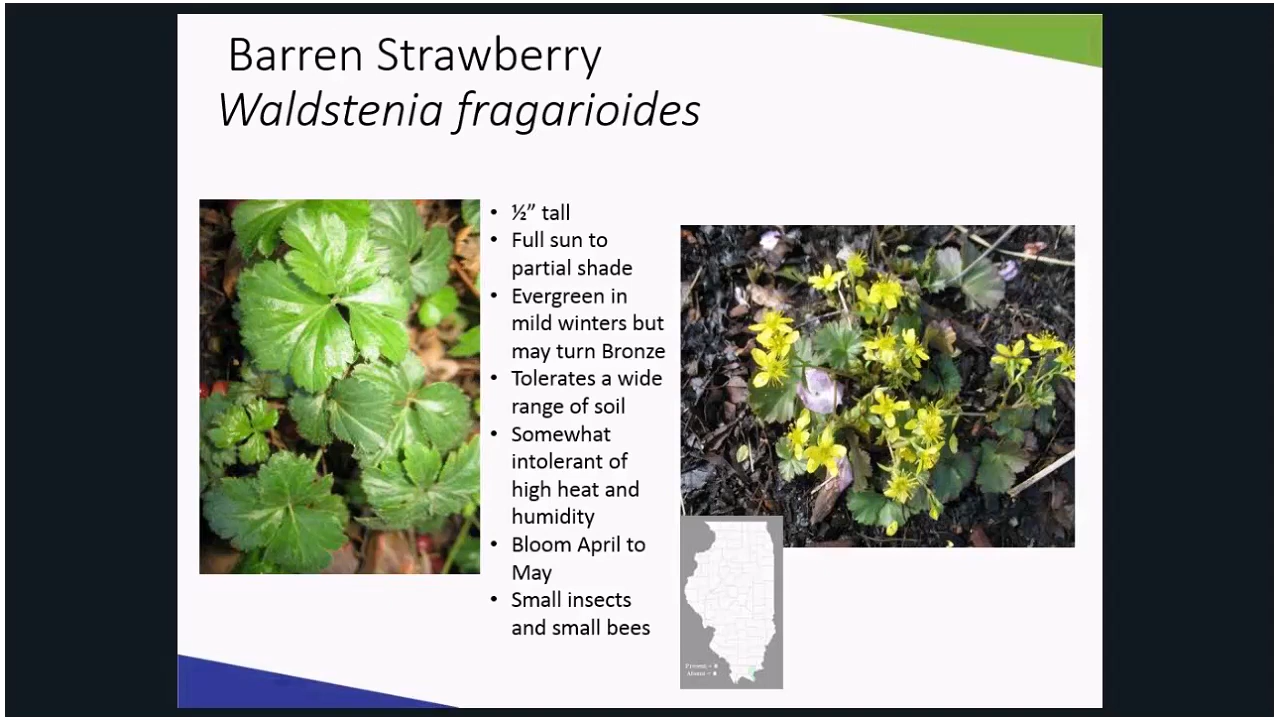 Barren Strawberry
Waldstenia fragarioides
• ½” tall
• Full sun to
partial shade
• Evergreen in
mild winters but
may turn Bronze
• Tolerates a wide
range of soil
• Somewhat
intolerant of
high heat and
humidity
• Bloom April to
May
• Small insects
and small bees
Present =
Absent =